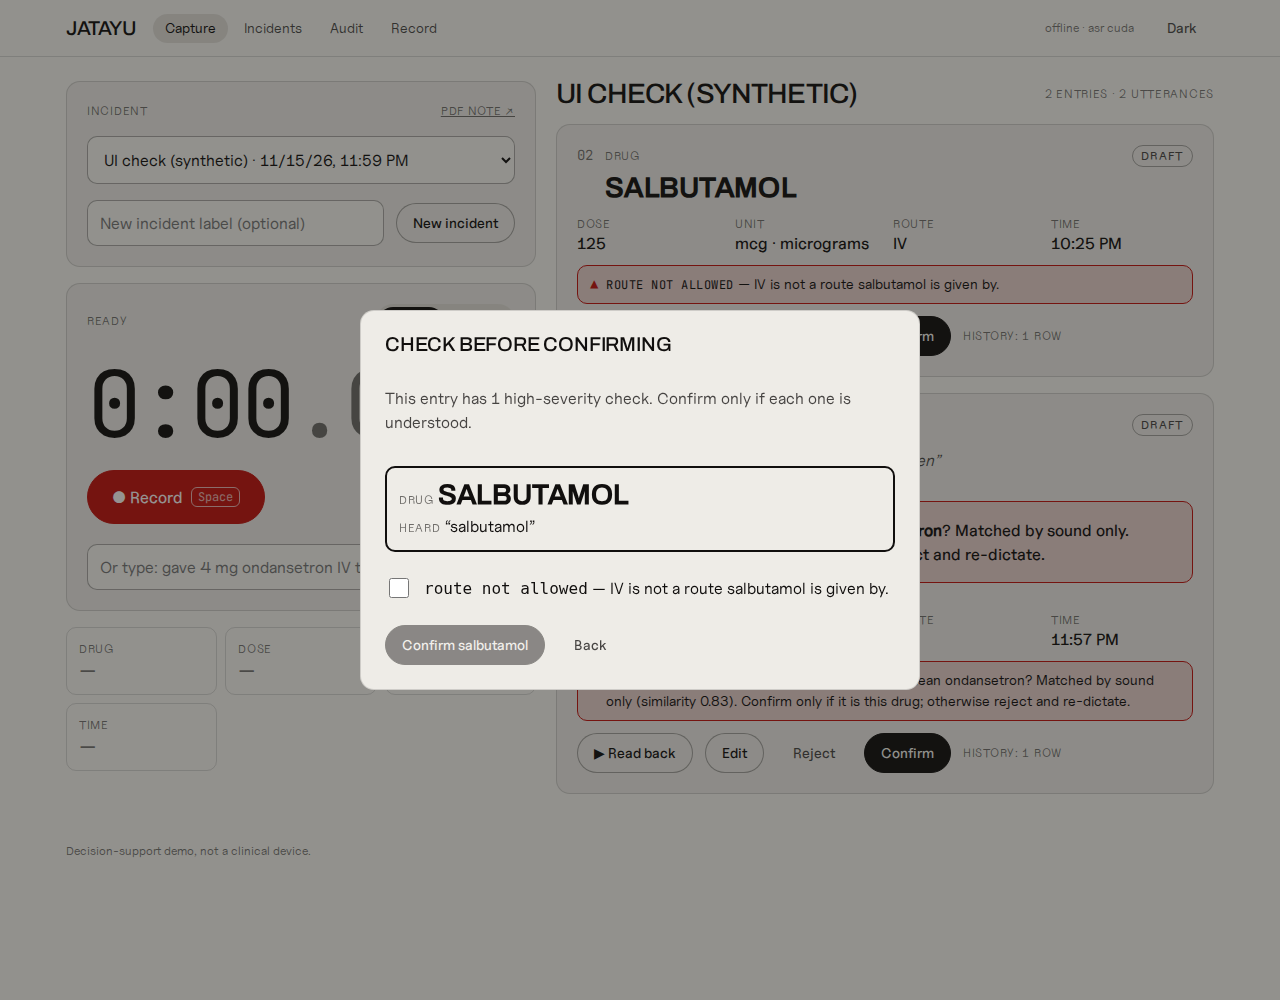 JATAYU Capture Incidents Audit Record offline · asr cuda Dark
INCIDENT PDF NOTE ↗
UI check (synthetic) · 11/15/26, 11:59 PM
New incident label (optional) New incident
READY
0:00.
● Record Space
Or type: gave 4 mg ondansetron IV
DRUG
—
DOSE
—
TIME
—
UI CHECK (SYNTHETIC) 2 ENTRIES · 2 UTTERANCES
02 DRUG DRAFT
SALBUTAMOL
DOSE UNIT ROUTE TIME
125 mcg · micrograms IV 10:25 PM
▲ ROUTE NOT ALLOWED — IV is not a route salbutamol is given by.
HISTORY: 1 ROW
DRAFT
? Matched by sound only.
and re-dictate.
TIME
11:57 PM
ondansetron? Matched by sound
only (similarity 0.83). Confirm only if it is this drug; otherwise reject and re-dictate.
▶ Read back Edit Reject Confirm HISTORY: 1 ROW
CHECK BEFORE CONFIRMING
This entry has 1 high-severity check. Confirm only if each one is
understood.
DRUG SALBUTAMOL
HEARD “salbutamol”
route not allowed — IV is not a route salbutamol is given by.
Confirm salbutamol Back
Decision-support demo, not a clinical device.